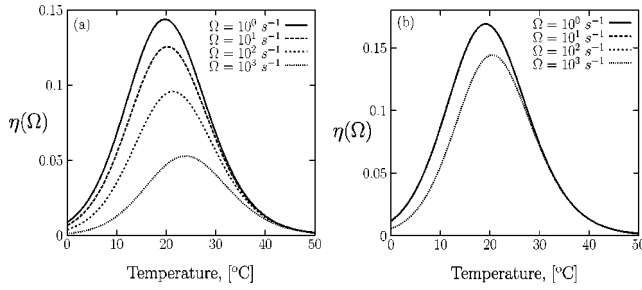 (a)
Ω = 10⁰ s⁻¹
Ω = 10¹ s⁻¹
Ω = 10² s⁻¹
Ω = 10³ s⁻¹
0.15
0.1
0.05
0
η(Ω)
0 10 20 30 40 50
Temperature, [°C]
(b)
Ω = 10⁰ s⁻¹
Ω = 10¹ s⁻¹
Ω = 10² s⁻¹
Ω = 10³ s⁻¹
0.15
0.1
0.05
0
η(Ω)
0 10 20 30 40 50
Temperature, [°C]